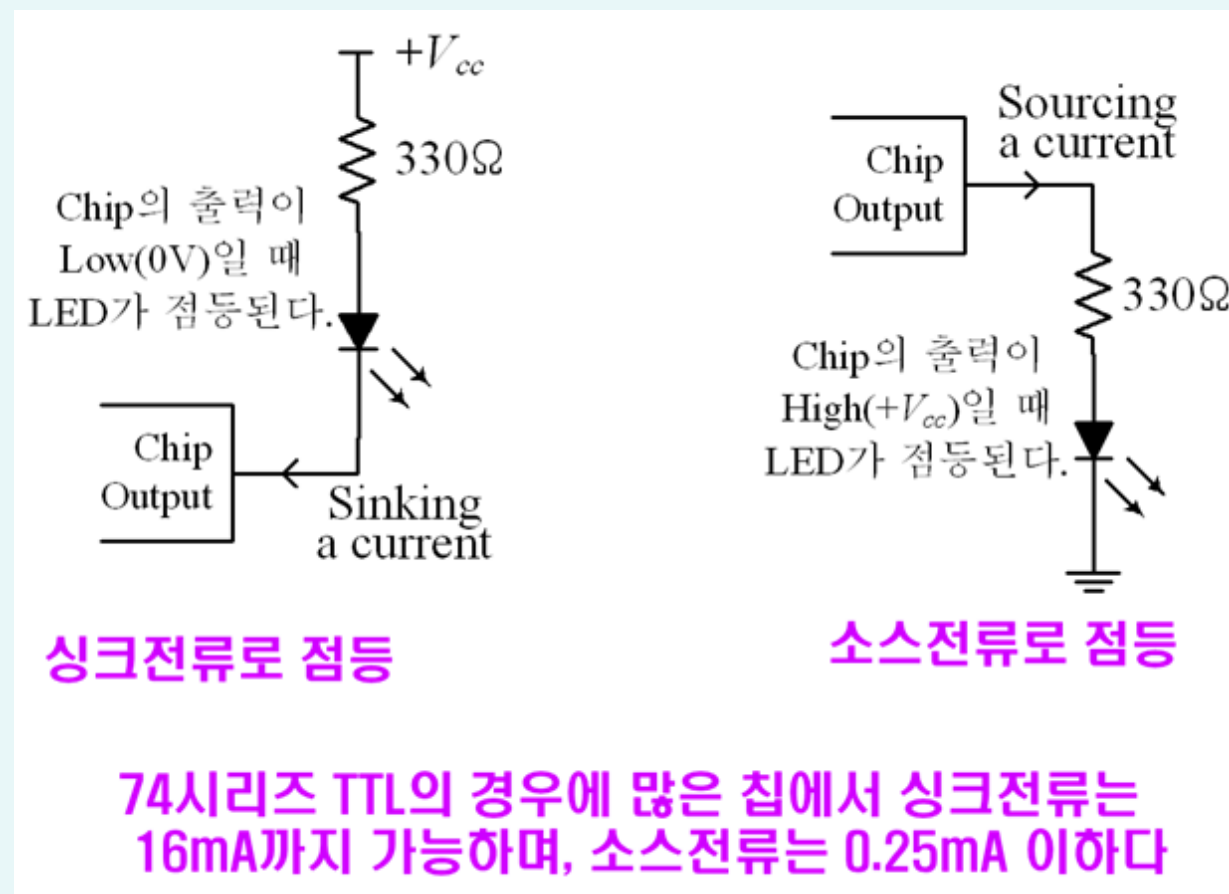 +Vcc
330Ω
Chip의 출력이
Low(0V)일 때
LED가 점등된다.
Chip
Output
Sinking
a current
싱크전류로 점등
Sourcing
a current
Chip
Output
330Ω
Chip의 출력이
High(+Vcc)일 때
LED가 점등된다.
소스전류로 점등
74시리즈 TTL의 경우에 많은 칩에서 싱크전류는
16mA까지 가능하며, 소스전류는 0.25mA 이하다